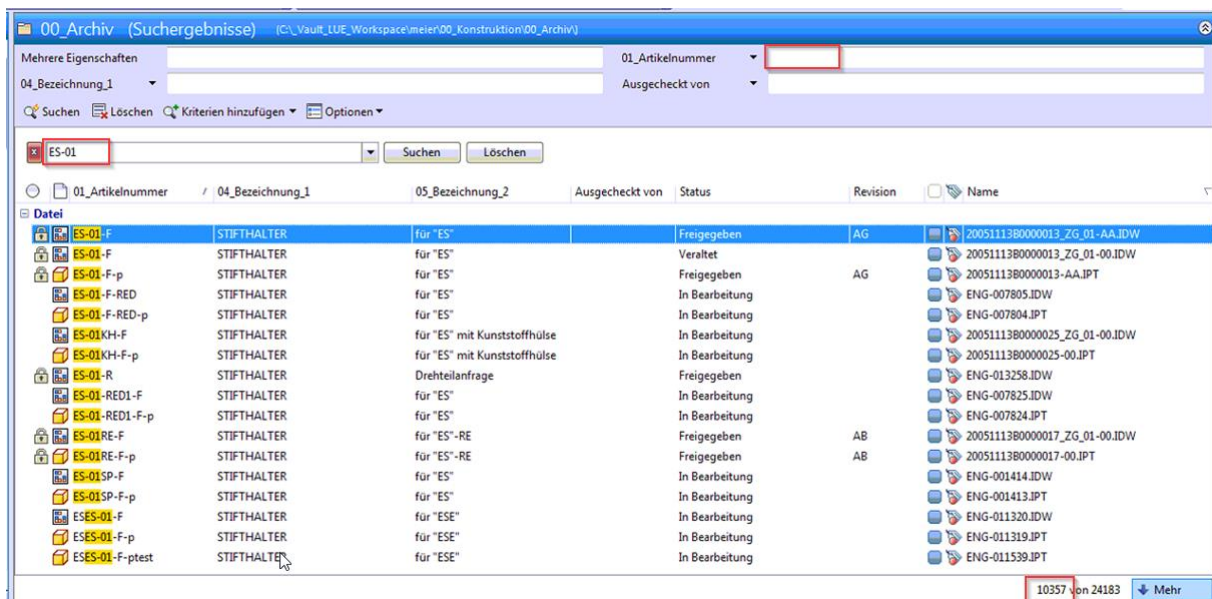 00_Archiv (Suchergebnisse) (C:\_Vault_LUE_Workspace\meier\00_Konstruktion\00_Archiv\)
Mehrere Eigenschaften 01_Artikelnummer
04_Bezeichnung_1 Ausgecheckt von
Suchen Löschen Kriterien hinzufügen Optionen
ES-01 Suchen Löschen
01_Artikelnummer / 04_Bezeichnung_1 05_Bezeichnung_2 Ausgecheckt von Status Revision Name
Datei
ES-01-F STIFTHALTER für "ES" Freigegeben AG 20051113B0000013_ZG_01-AA.IDW
ES-01-F STIFTHALTER für "ES" Veraltet 20051113B0000013_ZG_01-00.IDW
ES-01-F-p STIFTHALTER für "ES" Freigegeben AG 20051113B0000013-AA.IPT
ES-01-F-RED STIFTHALTER für "ES" In Bearbeitung ENG-007805.IDW
ES-01-F-RED-p STIFTHALTER für "ES" In Bearbeitung ENG-007804.IPT
ES-01KH-F STIFTHALTER für "ES" mit Kunststoffhülse In Bearbeitung 20051113B0000025_ZG_01-00.IDW
ES-01KH-F-p STIFTHALTER für "ES" mit Kunststoffhülse In Bearbeitung 20051113B0000025-00.IPT
ES-01-R STIFTHALTER Drehteilanfrage Freigegeben ENG-013258.IDW
ES-01-RED1-F STIFTHALTER für "ES" In Bearbeitung ENG-007825.IDW
ES-01-RED1-F-p STIFTHALTER für "ES" In Bearbeitung ENG-007824.IPT
ES-01RE-F STIFTHALTER für "ES"-RE Freigegeben AB 20051113B0000017_ZG_01-00.IDW
ES-01RE-F-p STIFTHALTER für "ES"-RE Freigegeben AB 20051113B0000017-00.IPT
ES-01SP-F STIFTHALTER für "ES" In Bearbeitung ENG-001414.IDW
ES-01SP-F-p STIFTHALTER für "ES" In Bearbeitung ENG-001413.IPT
ESES-01-F STIFTHALTER für "ESE" In Bearbeitung ENG-011320.IDW
ESES-01-F-p STIFTHALTER für "ESE" In Bearbeitung ENG-011319.IPT
ESES-01-F-ptest STIFTHALTER für "ESE" In Bearbeitung ENG-011539.IPT
10357 von 24183 Mehr